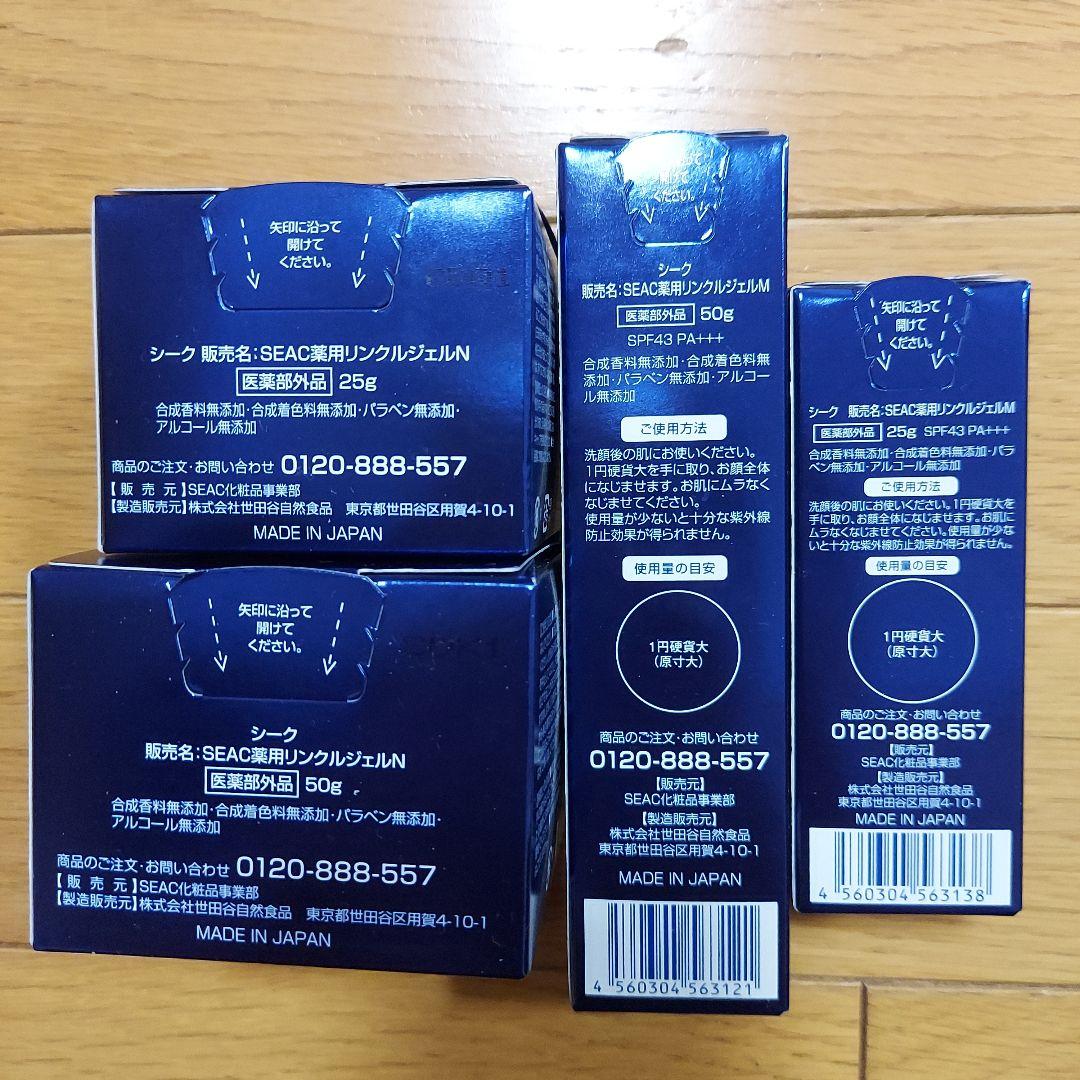 矢印に沿って
開けて
ください。
シーク 販売名：SEAC薬用リンクルジェルN
医薬部外品 25g
合成香料無添加・合成着色料無添加・パラベン無添加・
アルコール無添加
商品のご注文・お問い合わせ 0120-888-557
【販売元】SEAC化粧品事業部
【製造販売元】株式会社世田谷自然食品 東京都世田谷区用賀4-10-1
MADE IN JAPAN
矢印に沿って
開けて
ください。
シーク
販売名：SEAC薬用リンクルジェルN
医薬部外品 50g
合成香料無添加・合成着色料無添加・パラベン無添加・
アルコール無添加
商品のご注文・お問い合わせ 0120-888-557
【販売元】SEAC化粧品事業部
【製造販売元】株式会社世田谷自然食品 東京都世田谷区用賀4-10-1
MADE IN JAPAN
開けて
ください。
シーク
販売名：SEAC薬用リンクルジェルM
医薬部外品 50g
SPF43 PA+++
合成香料無添加・合成着色料無
添加・パラベン無添加・アルコー
ル無添加
ご使用方法
洗顔後の肌にお使いください。
1円硬貨大を手に取り、お顔全体
になじませます。お肌にムラなく
なじませてください。
使用量が少ないと十分な紫外線
防止効果が得られません。
使用量の目安
1円硬貨大
（原寸大）
商品のご注文・お問い合わせ
0120-888-557
【販売元】
SEAC化粧品事業部
【製造販売元】
株式会社世田谷自然食品
東京都世田谷区用賀4-10-1
MADE IN JAPAN
4 560304 563121
矢印に沿って
開けて
ください。
シーク 販売名：SEAC薬用リンクルジェルM
医薬部外品 25g SPF43 PA+++
合成香料無添加・合成着色料無添加・パラ
ベン無添加・アルコール無添加
ご使用方法
洗顔後の肌にお使いください。1円硬貨大を
手に取り、お顔全体になじませます。お肌に
ムラなくなじませてください。使用量が少な
いと十分な紫外線防止効果が得られません。
使用量の目安
1円硬貨大
（原寸大）
商品のご注文・お問い合わせ
0120-888-557
【販売元】
SEAC化粧品事業部
【製造販売元】
株式会社世田谷自然食品
東京都世田谷区用賀4-10-1
MADE IN JAPAN
4 560304 563138